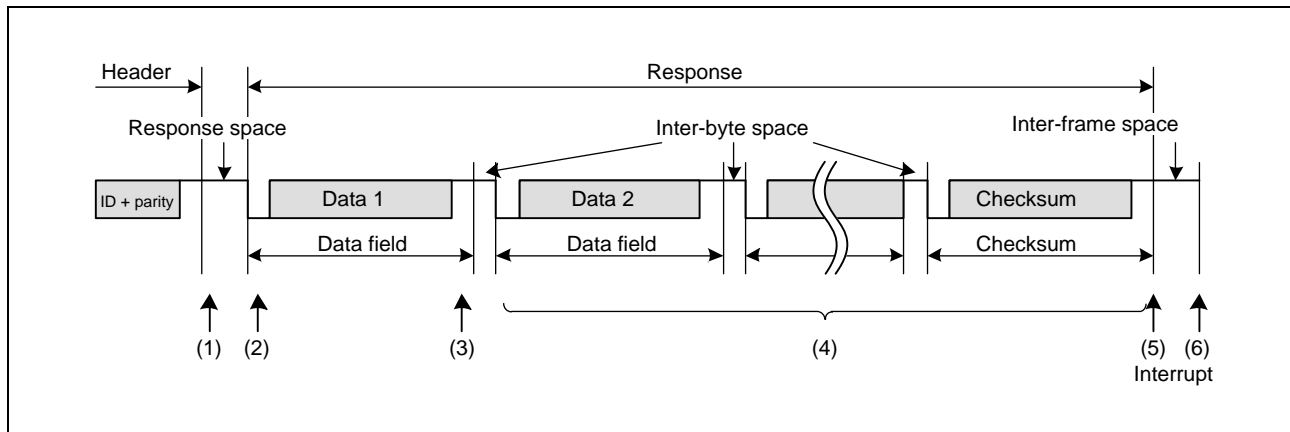 Header
Response
Response space
Inter-byte space
Inter-frame space
ID + parity
Data 1
Data 2
Checksum
Data field
Data field
Checksum
(1)
(2)
(3)
(4)
(5)
(6)
Interrupt